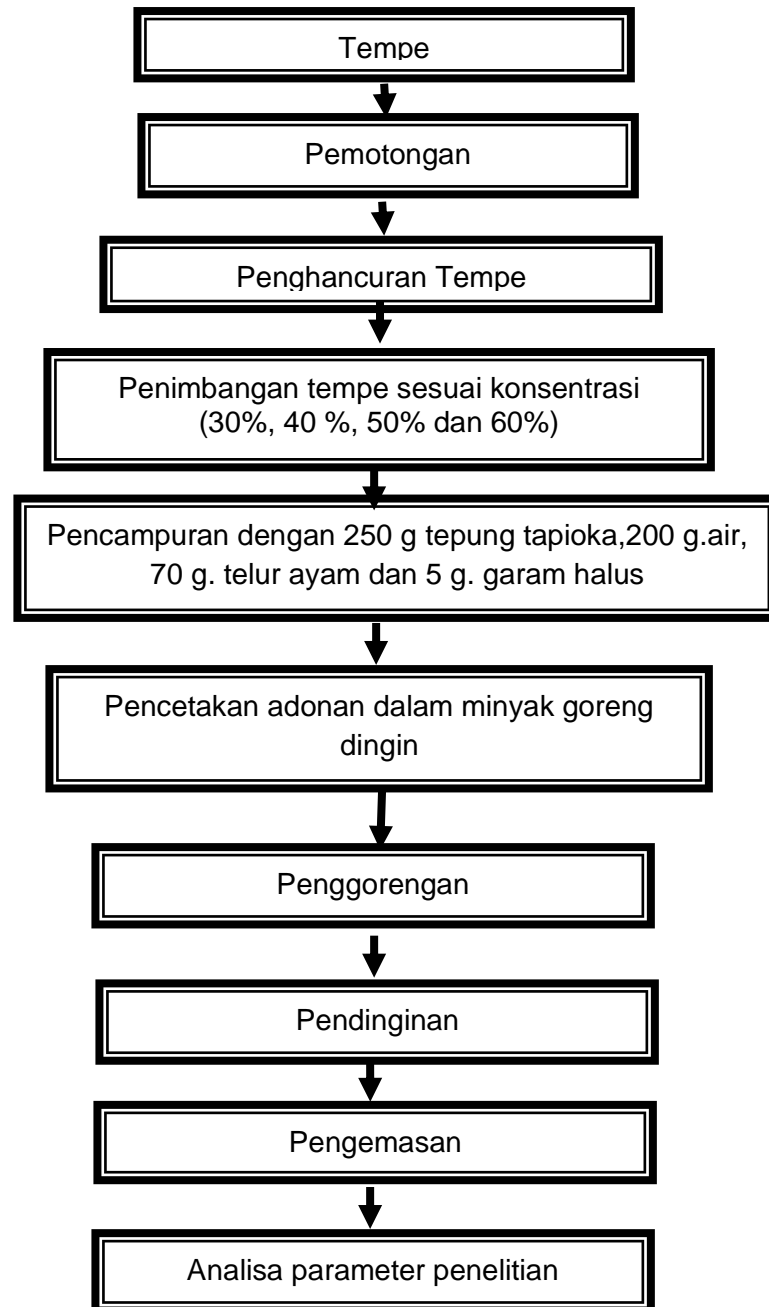 Tempe
Pemotongan
Penghancuran Tempe
Penimbangan tempe sesuai konsentrasi
(30%, 40 %, 50% dan 60%)
Pencampuran dengan 250 g tepung tapioka,200 g.air,
70 g. telur ayam dan 5 g. garam halus
Pencetakan adonan dalam minyak goreng
dingin
Penggorengan
Pendinginan
Pengemasan
Analisa parameter penelitian